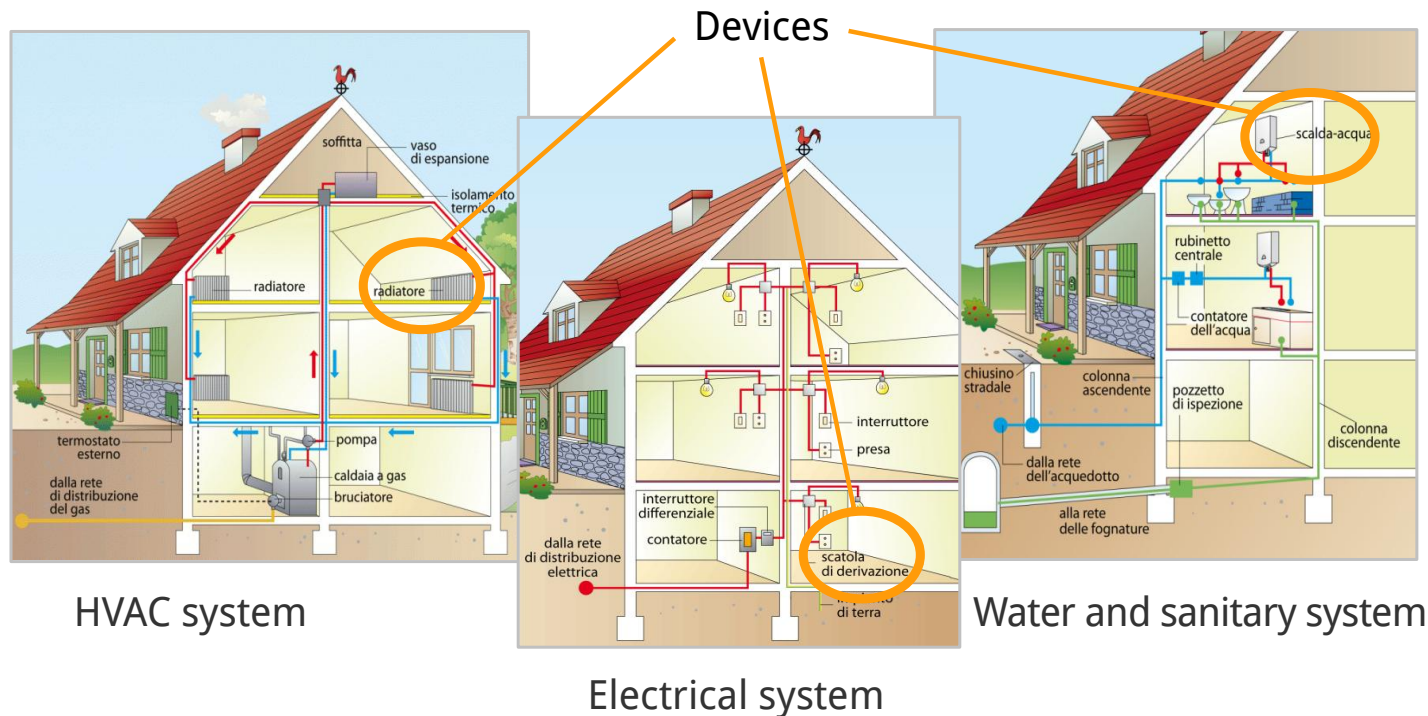 Devices
soffitta
vaso
di espansione
isolamento
termico
radiatore
radiatore
termostato
esterno
pompa
caldaia a gas
bruciatore
dalla rete
di distribuzione
del gas
HVAC system
interruttore
presa
interruttore
differenziale
contatore
dalla rete
di distribuzione
elettrica
scatola
di derivazione
impianto
di terra
Electrical system
scalda-acqua
rubinetto
centrale
contatore
dell'acqua
chiusino
stradale
colonna
ascendente
pozzetto
di ispezione
colonna
discendente
dalla rete
dell'acquedotto
alla rete
delle fognature
Water and sanitary system